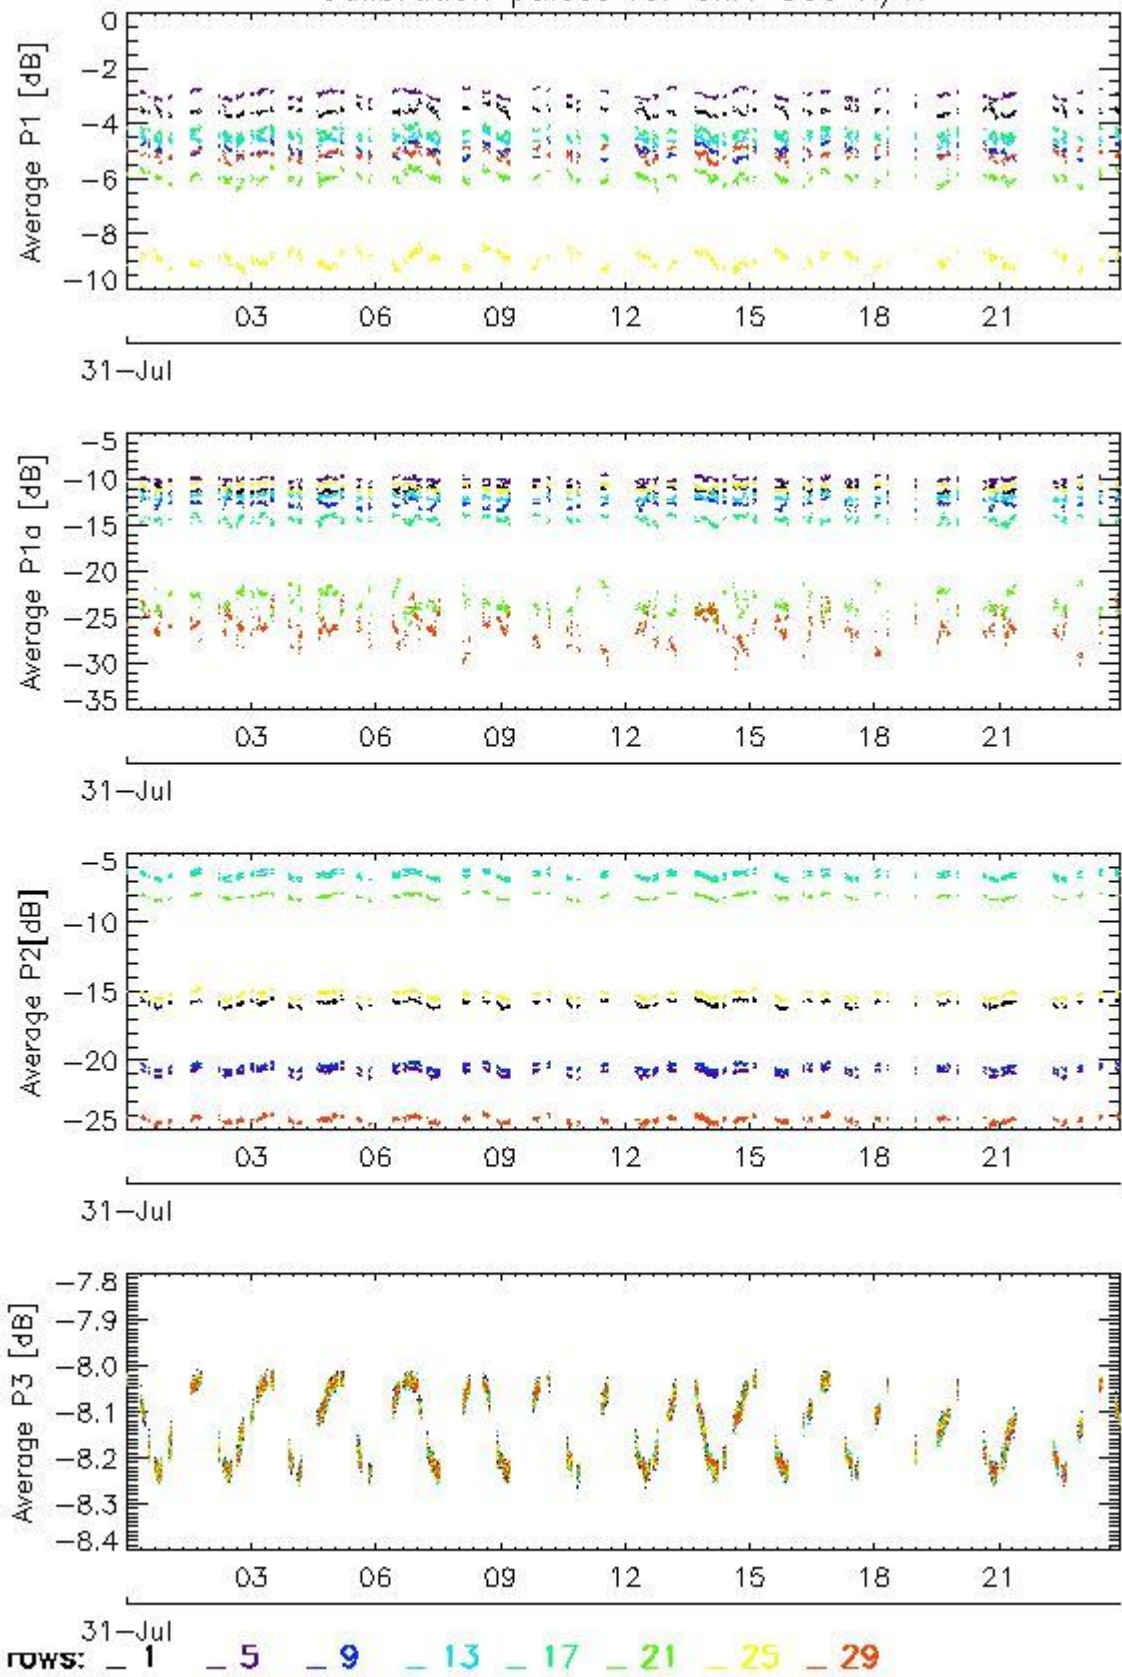 0
−2
−4
−6
−8
−10
Average P1 [dB]
03 06 09 12 15 18 21
31−Jul
−5
−10
−15
−20
−25
−30
−35
Average P1a [dB]
03 06 09 12 15 18 21
31−Jul
−5
−10
−15
−20
−25
Average P2[dB]
03 06 09 12 15 18 21
31−Jul
−7.8
−7.9
−8.0
−8.1
−8.2
−8.3
−8.4
Average P3 [dB]
03 06 09 12 15 18 21
31−Jul
rows: _ 1 _ 5 _ 9 _ 13 _ 17 _ 21 _ 25 _ 29